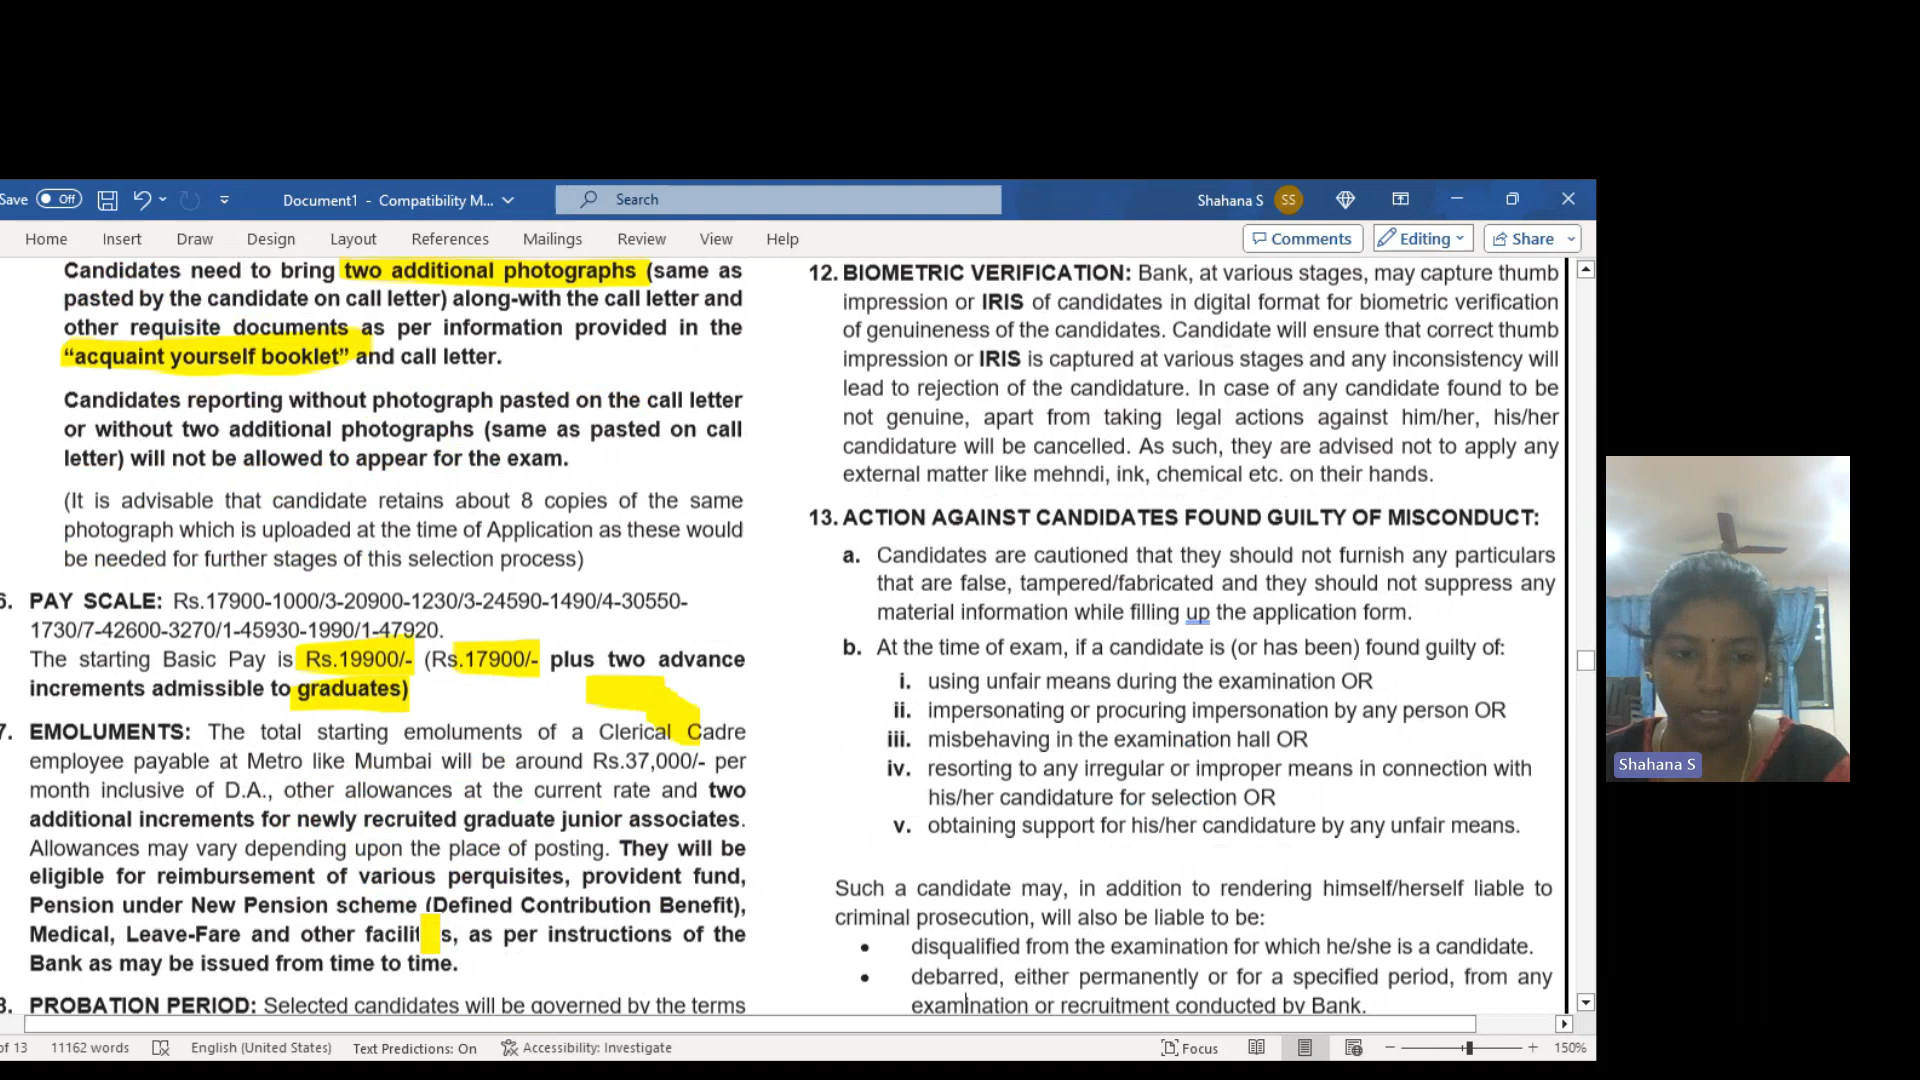 Save Off Document1 - Compatibility M... Search Shahana S SS
Home Insert Draw Design Layout References Mailings Review View Help Comments Editing Share
Candidates need to bring two additional photographs (same as
pasted by the candidate on call letter) along-with the call letter and
other requisite documents as per information provided in the
“acquaint yourself booklet” and call letter.
Candidates reporting without photograph pasted on the call letter
or without two additional photographs (same as pasted on call
letter) will not be allowed to appear for the exam.
(It is advisable that candidate retains about 8 copies of the same
photograph which is uploaded at the time of Application as these would
be needed for further stages of this selection process)
6. PAY SCALE: Rs.17900-1000/3-20900-1230/3-24590-1490/4-30550-
1730/7-42600-3270/1-45930-1990/1-47920.
The starting Basic Pay is Rs.19900/- (Rs.17900/- plus two advance
increments admissible to graduates)
7. EMOLUMENTS: The total starting emoluments of a Clerical Cadre
employee payable at Metro like Mumbai will be around Rs.37,000/- per
month inclusive of D.A., other allowances at the current rate and two
additional increments for newly recruited graduate junior associates.
Allowances may vary depending upon the place of posting. They will be
eligible for reimbursement of various perquisites, provident fund,
Pension under New Pension scheme (Defined Contribution Benefit),
Medical, Leave-Fare and other facilit s, as per instructions of the
Bank as may be issued from time to time.
8. PROBATION PERIOD: Selected candidates will be governed by the terms
12. BIOMETRIC VERIFICATION: Bank, at various stages, may capture thumb
impression or IRIS of candidates in digital format for biometric verification
of genuineness of the candidates. Candidate will ensure that correct thumb
impression or IRIS is captured at various stages and any inconsistency will
lead to rejection of the candidature. In case of any candidate found to be
not genuine, apart from taking legal actions against him/her, his/her
candidature will be cancelled. As such, they are advised not to apply any
external matter like mehndi, ink, chemical etc. on their hands.
13. ACTION AGAINST CANDIDATES FOUND GUILTY OF MISCONDUCT:
a. Candidates are cautioned that they should not furnish any particulars
that are false, tampered/fabricated and they should not suppress any
material information while filling up the application form.
b. At the time of exam, if a candidate is (or has been) found guilty of:
i. using unfair means during the examination OR
ii. impersonating or procuring impersonation by any person OR
iii. misbehaving in the examination hall OR
iv. resorting to any irregular or improper means in connection with
his/her candidature for selection OR
v. obtaining support for his/her candidature by any unfair means.
Such a candidate may, in addition to rendering himself/herself liable to
criminal prosecution, will also be liable to be:
• disqualified from the examination for which he/she is a candidate.
• debarred, either permanently or for a specified period, from any
examination or recruitment conducted by Bank.
Shahana S
of 13 11162 words English (United States) Text Predictions: On Accessibility: Investigate Focus 150%